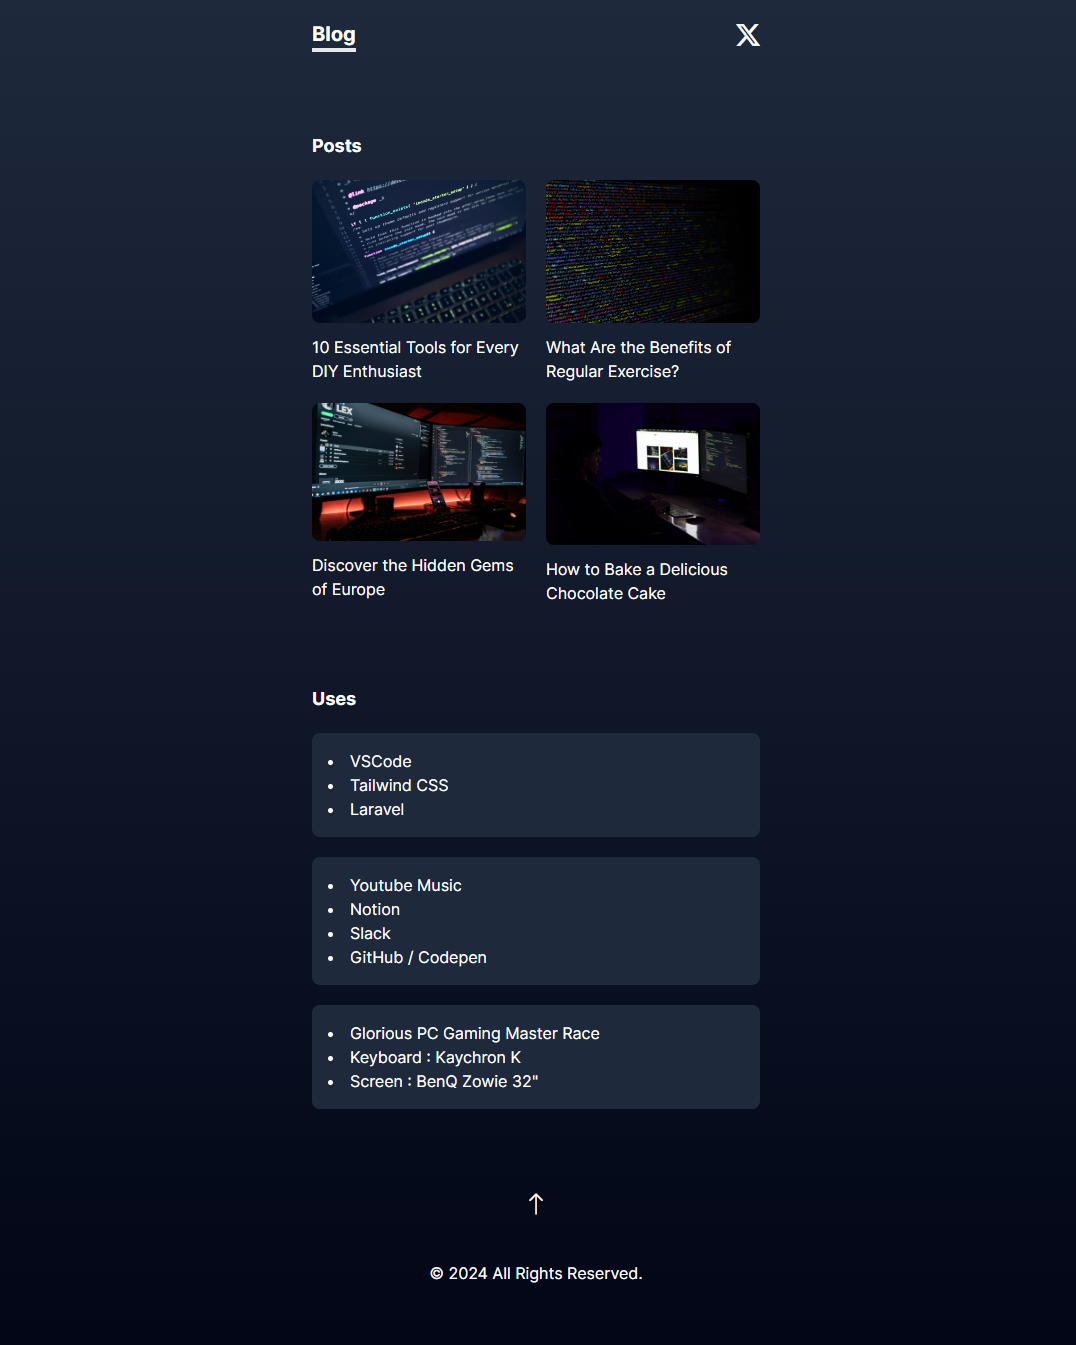 Blog
Posts
10 Essential Tools for Every
DIY Enthusiast
What Are the Benefits of
Regular Exercise?
Discover the Hidden Gems
of Europe
How to Bake a Delicious
Chocolate Cake
Uses
VSCode
Tailwind CSS
Laravel
Youtube Music
Notion
Slack
GitHub / Codepen
Glorious PC Gaming Master Race
Keyboard : Kaychron K
Screen : BenQ Zowie 32"
© 2024 All Rights Reserved.